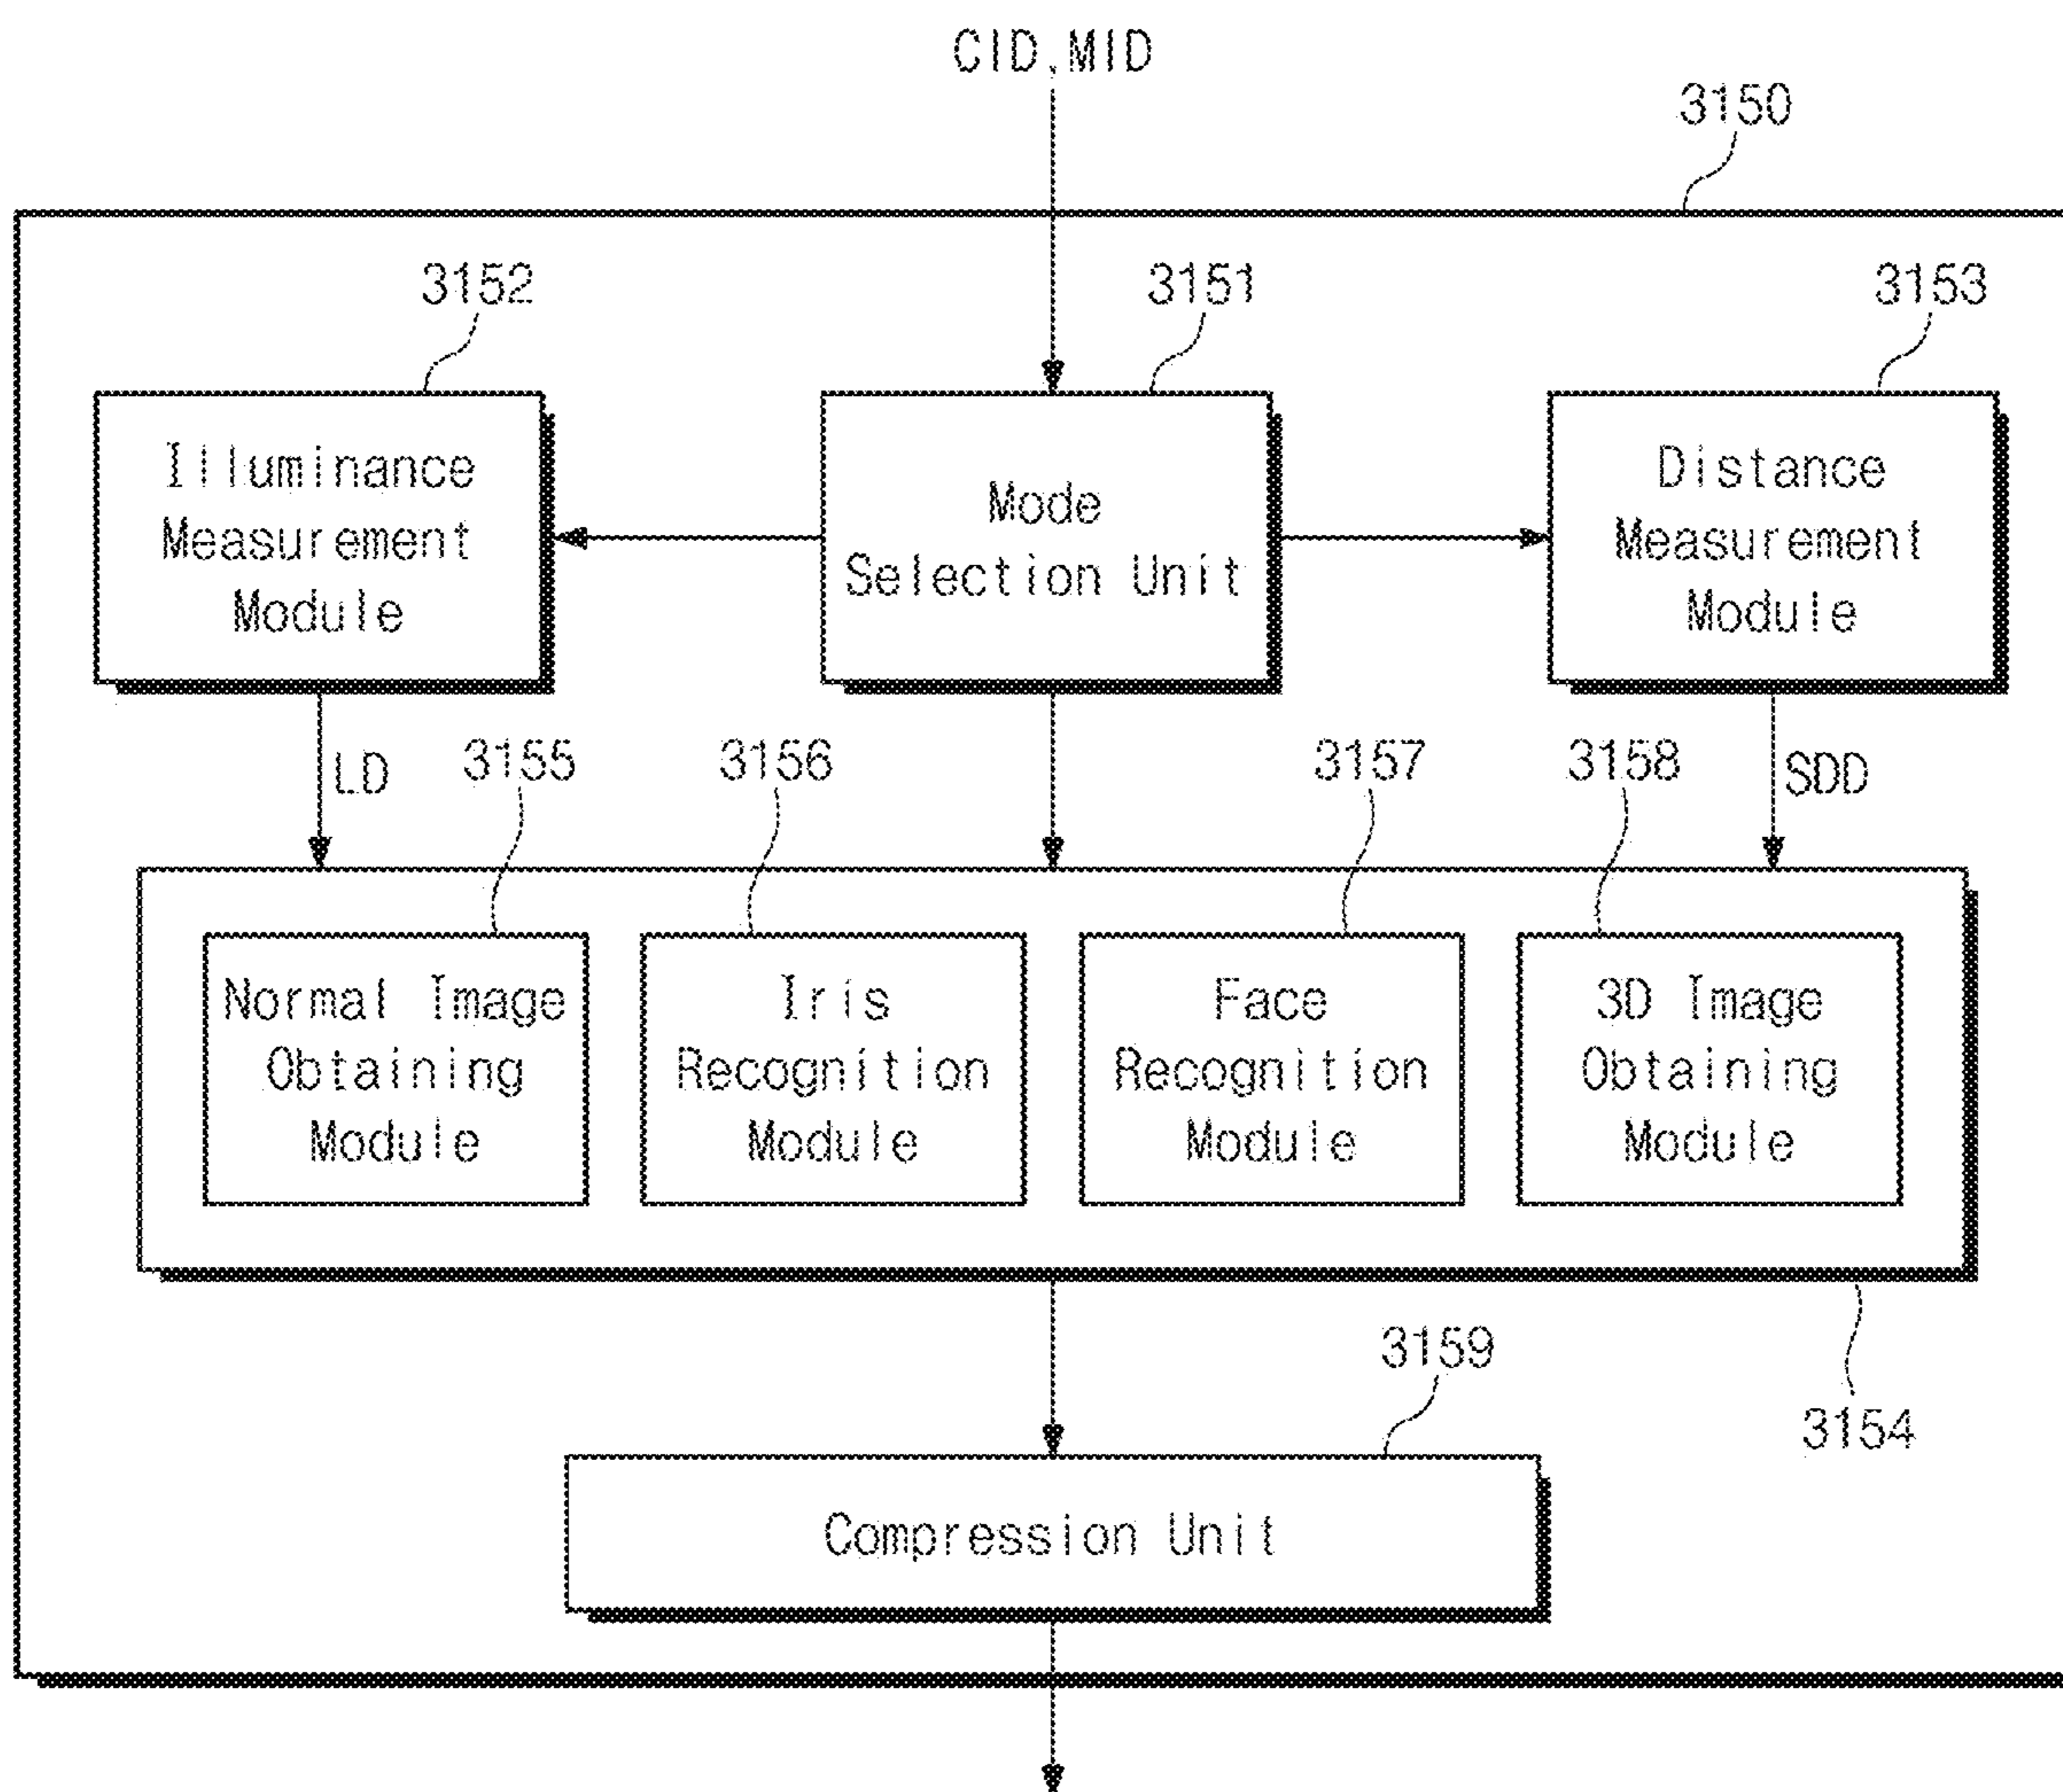 CID,MID
3150
3152
3151
3153
Illuminance
Measurement
Module
Mode
Selection Unit
Distance
Measurement
Module
LD
3155
3156
3157
3158
SDD
Normal Image
Obtaining
Module
Iris
Recognition
Module
Face
Recognition
Module
3D Image
Obtaining
Module
3159
3154
Compression Unit